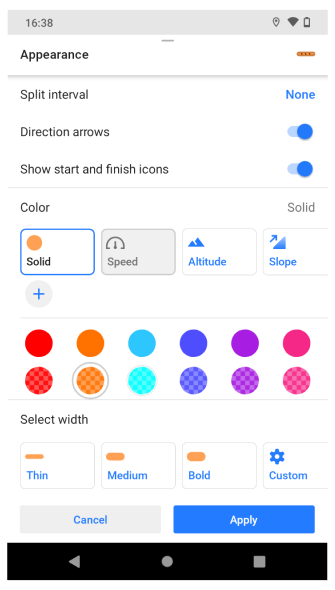 16:38
Appearance
Split interval None
Direction arrows
Show start and finish icons
Color Solid
Solid Speed Altitude Slope
Select width
Thin Medium Bold Custom
Cancel Apply